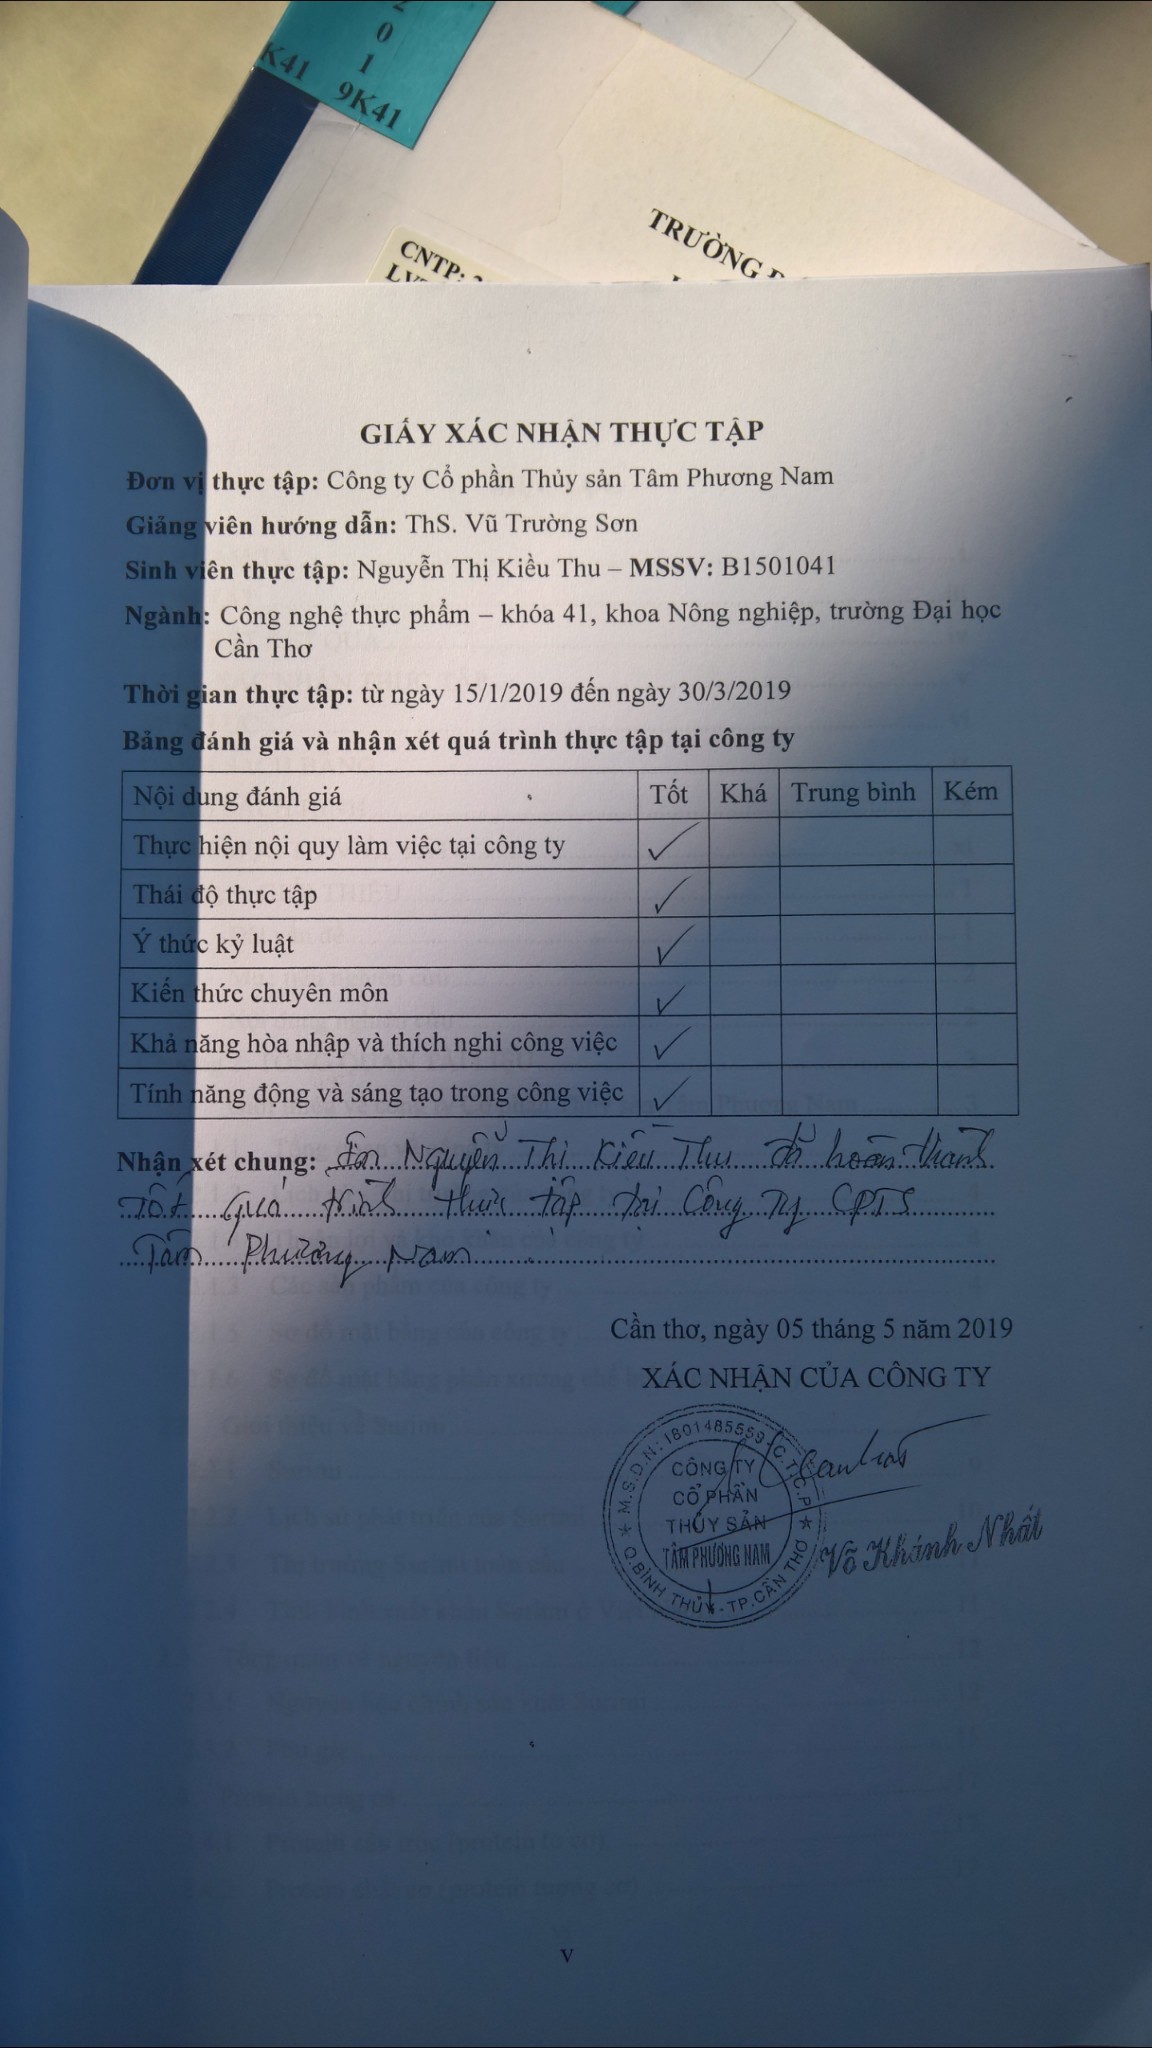 2
0
1
K41 9K41
TRƯỜNG
CNTP:
GIẤY XÁC NHẬN THỰC TẬP
Đơn vị thực tập: Công ty Cổ phần Thủy sản Tâm Phương Nam
Giảng viên hướng dẫn: ThS. Vũ Trường Sơn
Sinh viên thực tập: Nguyễn Thị Kiều Thu – MSSV: B1501041
Ngành: Công nghệ thực phẩm – khóa 41, khoa Nông nghiệp, trường Đại học
Cần Thơ
Thời gian thực tập: từ ngày 15/1/2019 đến ngày 30/3/2019
Bảng đánh giá và nhận xét quá trình thực tập tại công ty
Nội dung đánh giá Tốt Khá Trung bình Kém
Thực hiện nội quy làm việc tại công ty ✓
Thái độ thực tập ✓
Ý thức kỷ luật ✓
Kiến thức chuyên môn ✓
Khả năng hòa nhập và thích nghi công việc ✓
Tính năng động và sáng tạo trong công việc ✓
Nhận xét chung: Em Nguyễn Thị Kiều Thu đã hoàn thành
Tốt quá trình thực tập tại Công Ty CPTS
Tâm Phương Nam
Cần thơ, ngày 05 tháng 5 năm 2019
XÁC NHẬN CỦA CÔNG TY
M.S.D.N: 1801485559-C.T.C.P
CÔNG TY
CỔ PHẦN
THỦY SẢN
TÂM PHƯƠNG NAM
Q.BÌNH THỦY-TP.CẦN THƠ
Võ Khánh Nhất
v